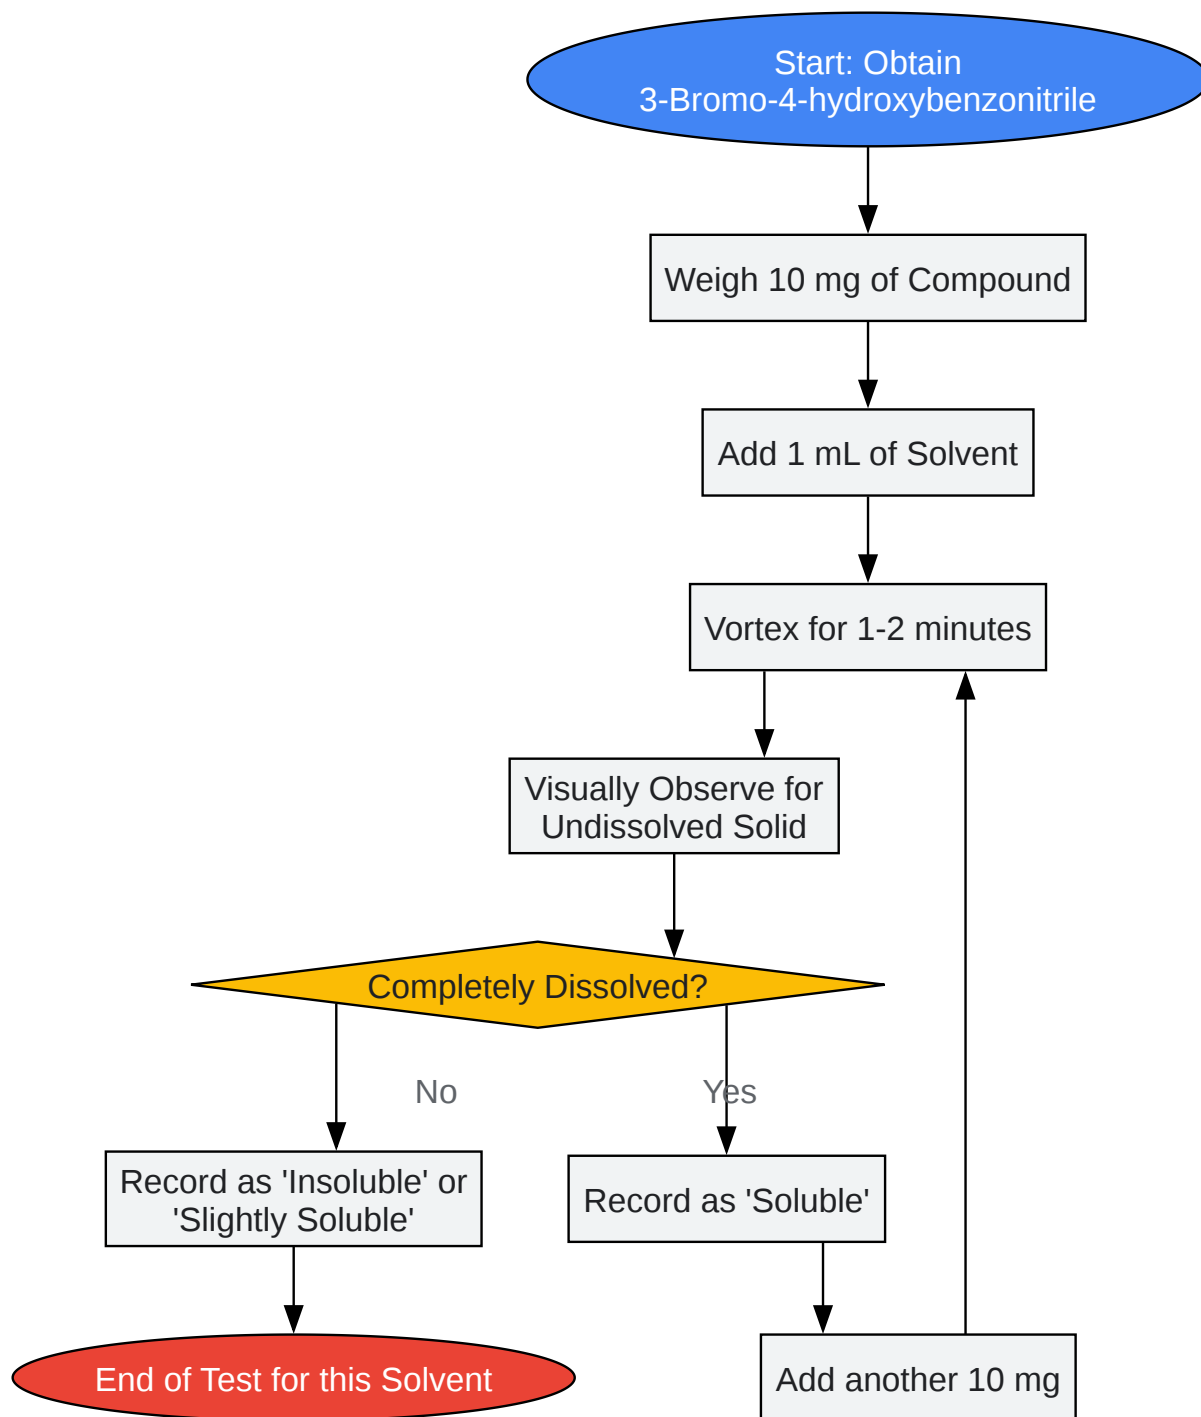 Start: Obtain
3-Bromo-4-hydroxybenzonitrile
Weigh 10 mg of Compound
Add 1 mL of Solvent
Vortex for 1-2 minutes
Visually Observe for
Undissolved Solid
Completely Dissolved?
No
Yes
Record as 'Insoluble' or
'Slightly Soluble'
Record as 'Soluble'
End of Test for this Solvent
Add another 10 mg